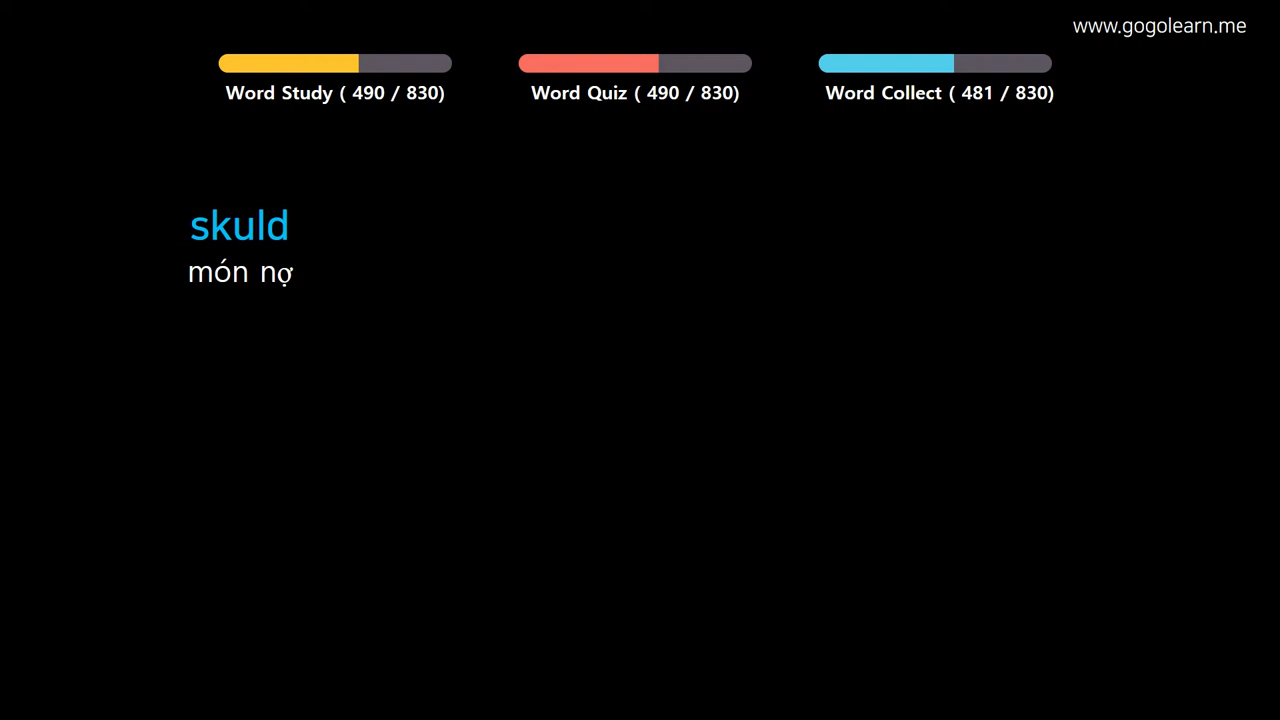 www.gogolearn.me
Word Study ( 490 / 830)
Word Quiz ( 490 / 830)
Word Collect ( 481 / 830)
skuld
món nợ